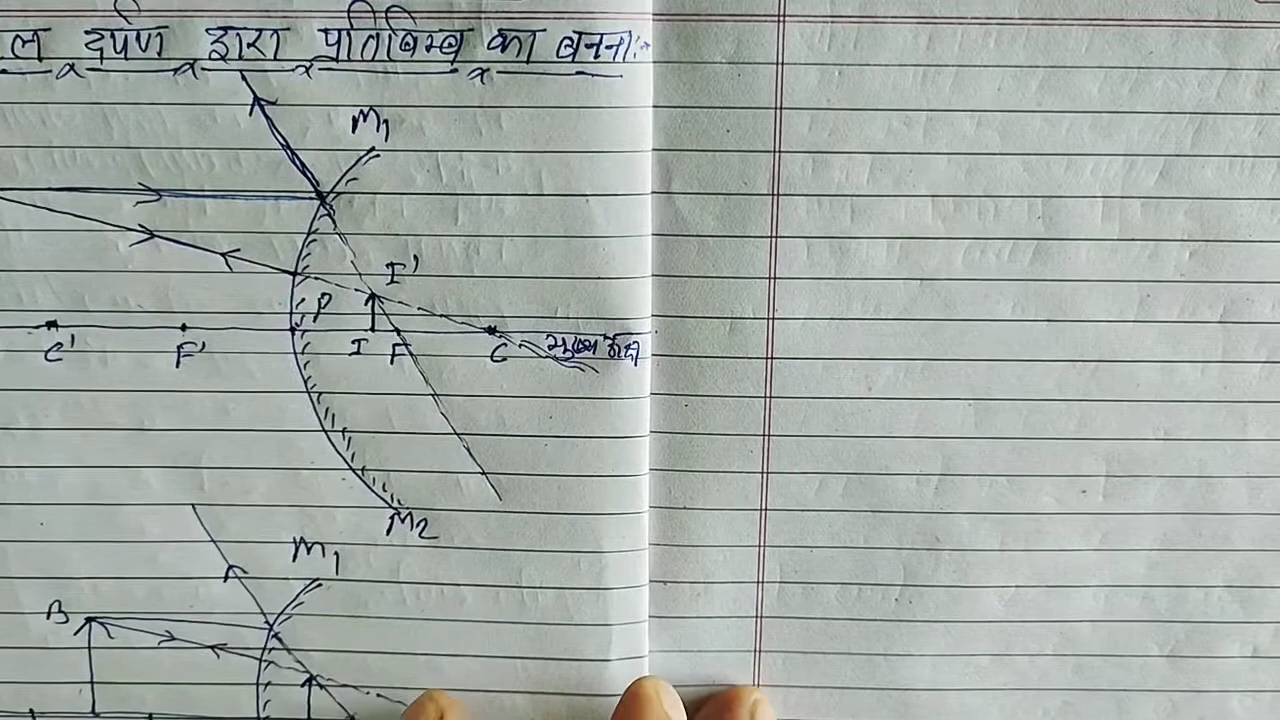 ल दर्पण द्वारा प्रतिबिम्ब का बनना:-
M1
I'
P
C' F' I F C मुख्य अक्ष
M2
M1
B